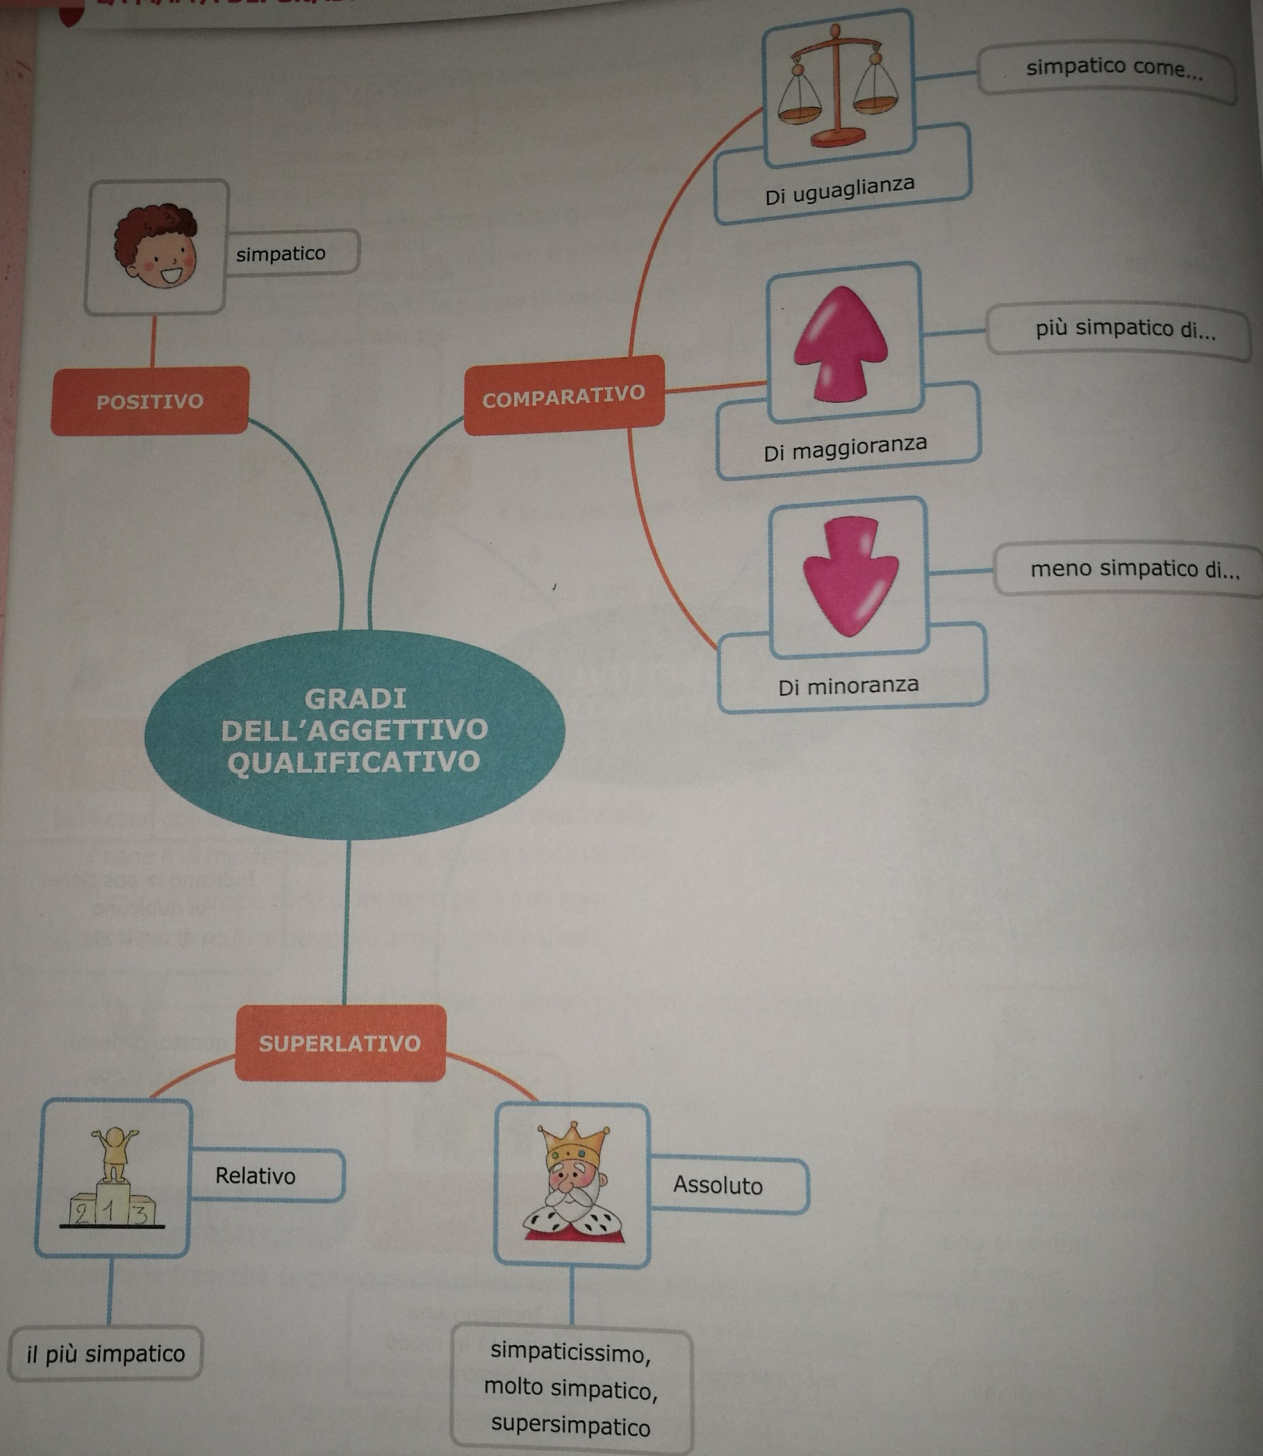 simpatico come...
Di uguaglianza
simpatico
più simpatico di...
POSITIVO
COMPARATIVO
Di maggioranza
meno simpatico di...
Di minoranza
GRADI
DELL'AGGETTIVO
QUALIFICATIVO
SUPERLATIVO
2 1 3
Relativo
Assoluto
il più simpatico
simpaticissimo,
molto simpatico,
supersimpatico